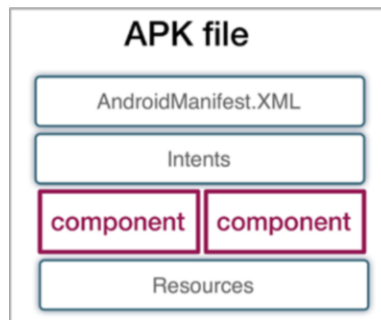 APK file
AndroidManifest.XML
Intents
component component
Resources